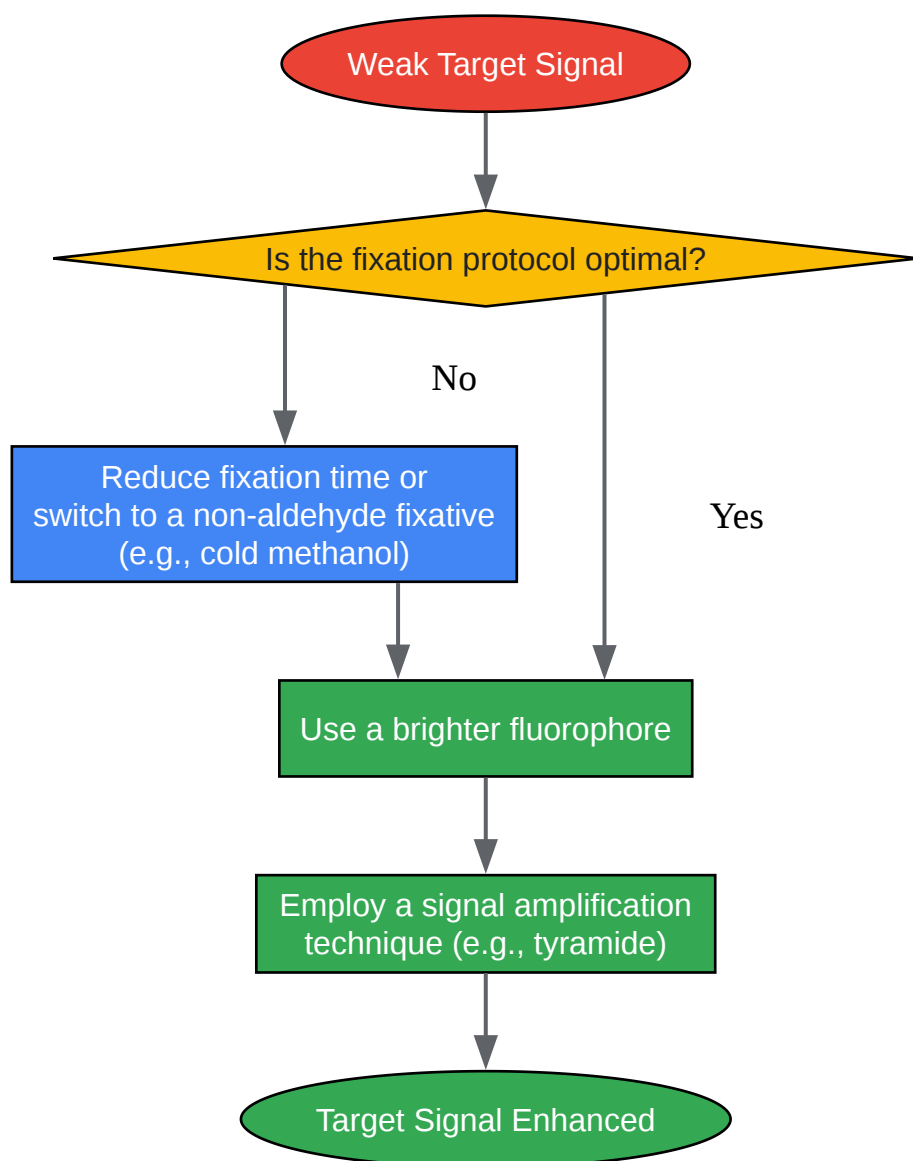 Weak Target Signal
Is the fixation protocol optimal?
No
Reduce fixation time or
switch to a non-aldehyde fixative
(e.g., cold methanol)
Yes
Use a brighter fluorophore
Employ a signal amplification
technique (e.g., tyramide)
Target Signal Enhanced